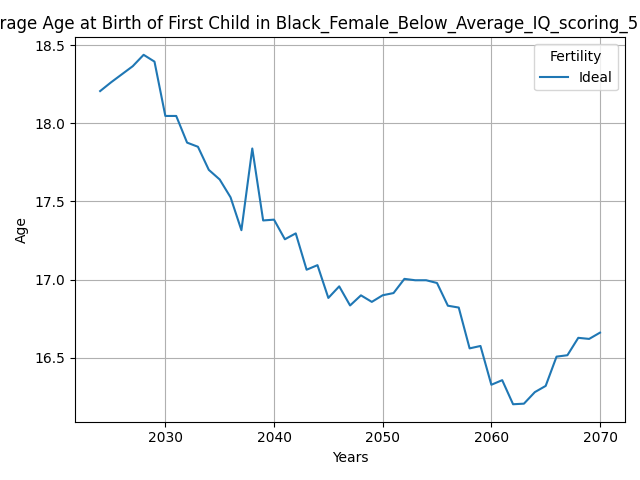 rage Age at Birth of First Child in Black_Female_Below_Average_IQ_scoring_5
18.5
18.0
17.5
17.0
16.5
Age
Fertility
Ideal
2030 2040 2050 2060 2070
Years